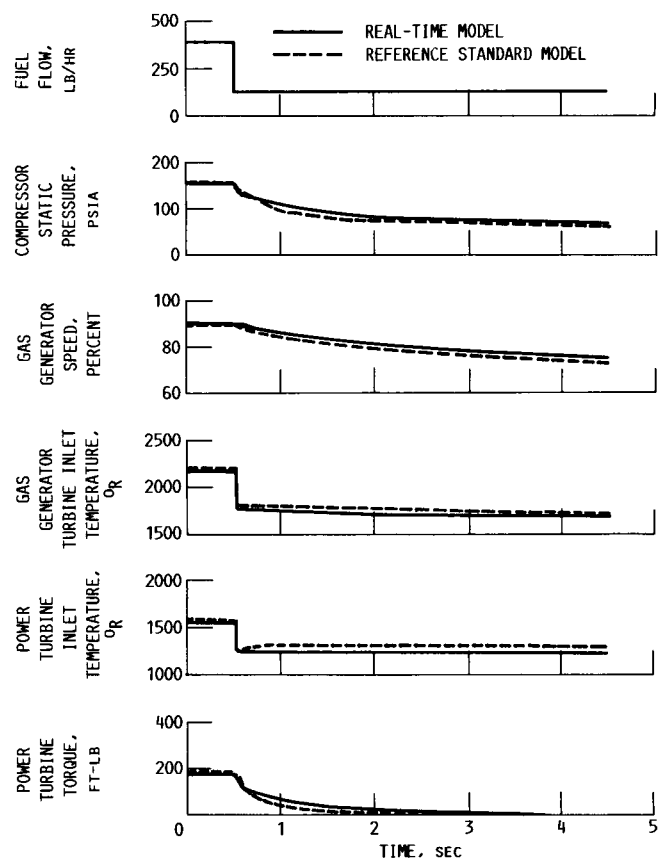 REAL-TIME MODEL
REFERENCE STANDARD MODEL
FUEL
FLOW,
LB/HR
500
250
0
COMPRESSOR
STATIC
PRESSURE,
PSIA
200
100
0
GAS
GENERATOR
SPEED,
PERCENT
100
80
60
GAS
GENERATOR
TURBINE INLET
TEMPERATURE,
OR
2500
2000
1500
POWER
TURBINE
INLET
TEMPERATURE,
OR
2000
1500
1000
POWER
TURBINE
TORQUE,
FT-LB
400
200
0 1 2 3 4 5
TIME, SEC